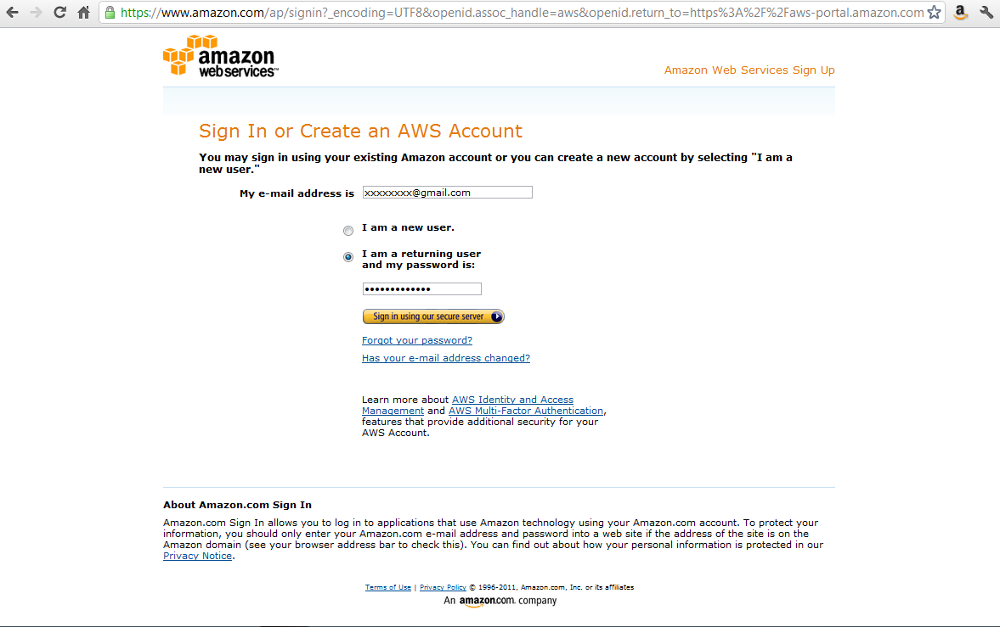 https://www.amazon.com/ap/signin?_encoding=UTF8&openid.assoc_handle=aws&openid.return_to=https%3A%2F%2Faws-portal.amazon.com
amazon
webservices™
Amazon Web Services Sign Up
Sign In or Create an AWS Account
You may sign in using your existing Amazon account or you can create a new account by selecting "I am a
new user."
My e-mail address is xxxxxxxx@gmail.com
I am a new user.
I am a returning user
and my password is:
•••••••••••••
Sign in using our secure server
Forgot your password?
Has your e-mail address changed?
Learn more about AWS Identity and Access
Management and AWS Multi-Factor Authentication,
features that provide additional security for your
AWS Account.
About Amazon.com Sign In
Amazon.com Sign In allows you to log in to applications that use Amazon technology using your Amazon.com account. To protect your
information, you should only enter your Amazon.com e-mail address and password into a web site if the address of the site is on the
Amazon domain (see your browser address bar to check this). You can find out about how your personal information is protected in our
Privacy Notice.
Terms of Use | Privacy Policy © 1996-2011, Amazon.com, Inc. or its affiliates
An amazon.com. company